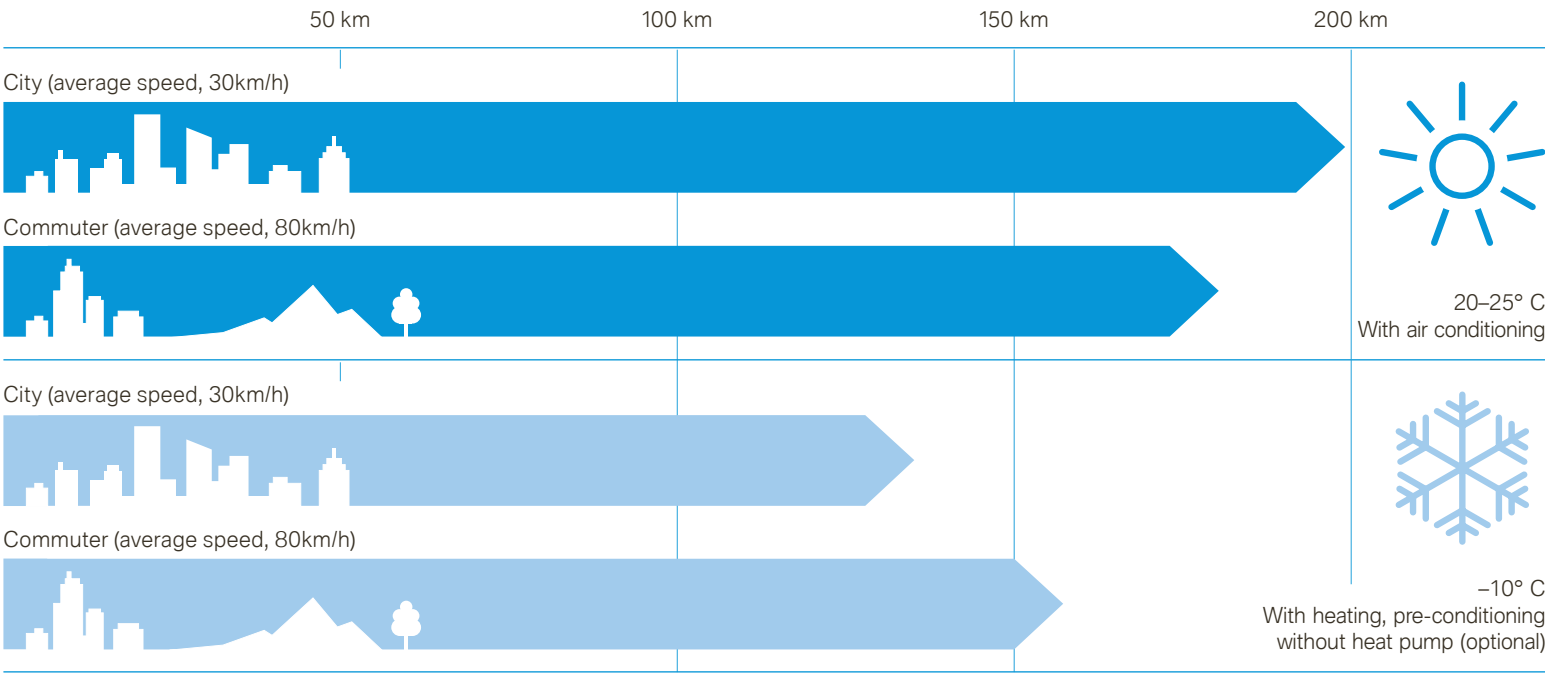 50 km 100 km 150 km 200 km
City (average speed, 30km/h)
Commuter (average speed, 80km/h)
20–25° C
With air conditioning
City (average speed, 30km/h)
Commuter (average speed, 80km/h)
–10° C
With heating, pre-conditioning
without heat pump (optional)